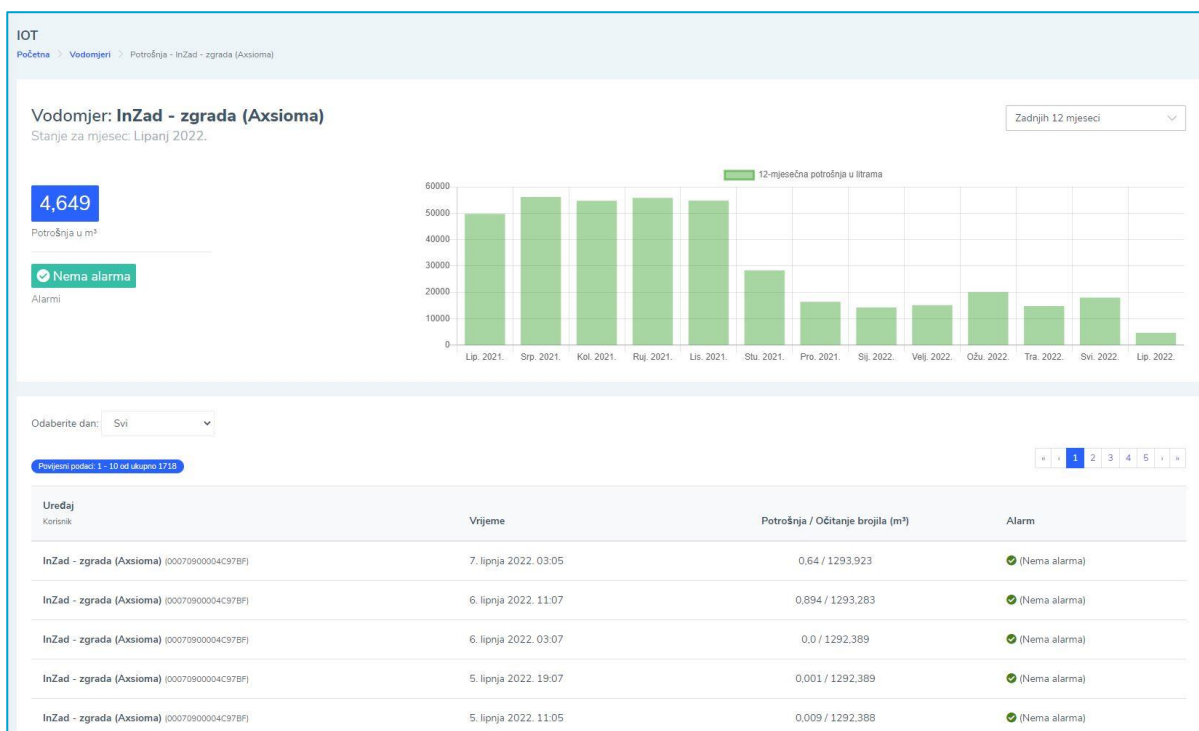 IOT
Početna > Vodomjeri > Potrošnja - InZad - zgrada (Axsioma)
Vodomjer: InZad - zgrada (Axsioma)
Stanje za mjesec: Lipanj 2022.
Zadnjih 12 mjeseci
4,649
Potrošnja u m³
Nema alarma
Alarmi
12-mjesečna potrošnja u litrama
60000
50000
40000
30000
20000
10000
0
Lip. 2021. Srp. 2021. Kol. 2021. Ruj. 2021. Lis. 2021. Stu. 2021. Pro. 2021. Sij. 2022. Velj. 2022. Ožu. 2022. Tra. 2022. Svi. 2022. Lip. 2022.
Odaberite dan: Svi
Povijesni podaci: 1 - 10 od ukupno 1718
« ‹ 1 2 3 4 5 › »
Uređaj
Korisnik
Vrijeme Potrošnja / Očitanje brojila (m³) Alarm
InZad - zgrada (Axsioma) (00070900004C97BF) 7. lipnja 2022. 03:05 0,64 / 1293,923 (Nema alarma)
InZad - zgrada (Axsioma) (00070900004C97BF) 6. lipnja 2022. 11:07 0,894 / 1293,283 (Nema alarma)
InZad - zgrada (Axsioma) (00070900004C97BF) 6. lipnja 2022. 03:07 0,0 / 1292,389 (Nema alarma)
InZad - zgrada (Axsioma) (00070900004C97BF) 5. lipnja 2022. 19:07 0,001 / 1292,389 (Nema alarma)
InZad - zgrada (Axsioma) (00070900004C97BF) 5. lipnja 2022. 11:05 0,009 / 1292,388 (Nema alarma)